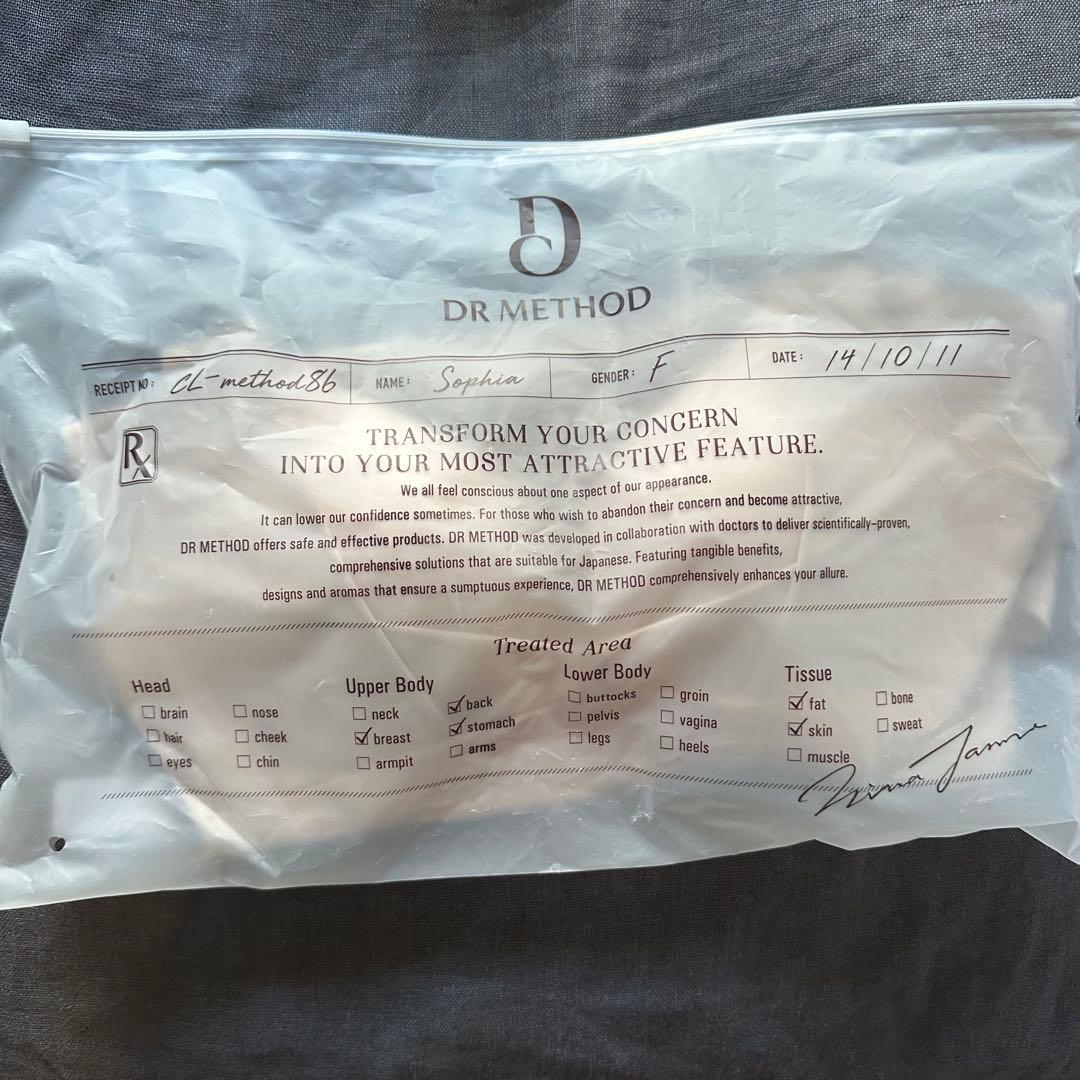 DR METHOD
RECEIPT NO: CL-method86 NAME: Sophia GENDER: F DATE: 14/10/11
Rx
TRANSFORM YOUR CONCERN
INTO YOUR MOST ATTRACTIVE FEATURE.
We all feel conscious about one aspect of our appearance.
It can lower our confidence sometimes. For those who wish to abandon their concern and become attractive,
DR METHOD offers safe and effective products. DR METHOD was developed in collaboration with doctors to deliver scientifically-proven,
comprehensive solutions that are suitable for Japanese. Featuring tangible benefits,
designs and aromas that ensure a sumptuous experience, DR METHOD comprehensively enhances your allure.
Treated Area
Head
brain nose
hair cheek
eyes chin
Upper Body
neck back
breast stomach
armpit arms
Lower Body
buttocks groin
pelvis vagina
legs heels
Tissue
fat bone
skin sweat
muscle